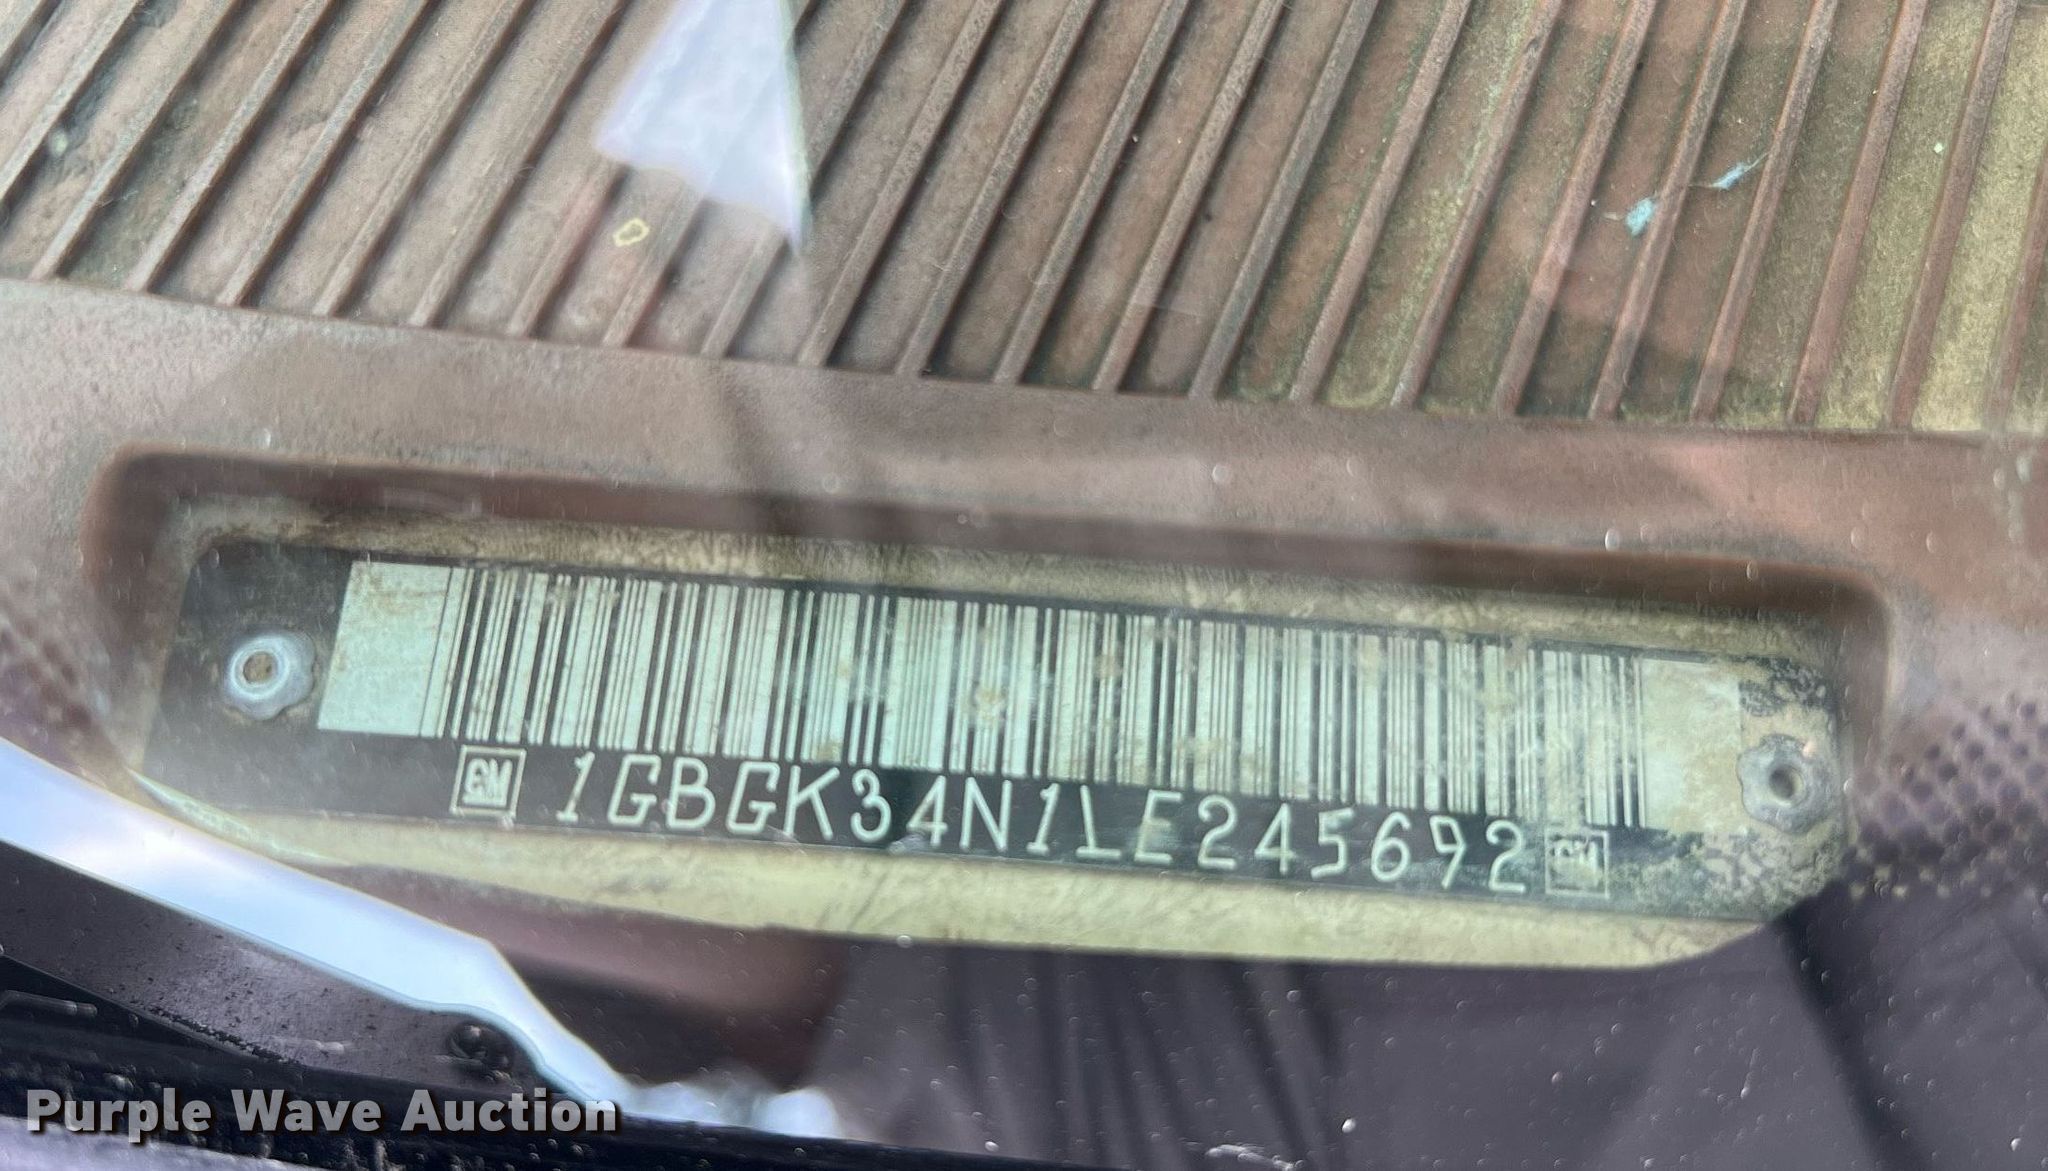 GM 1GBGK34N1LE245692 GM
Purple Wave Auction